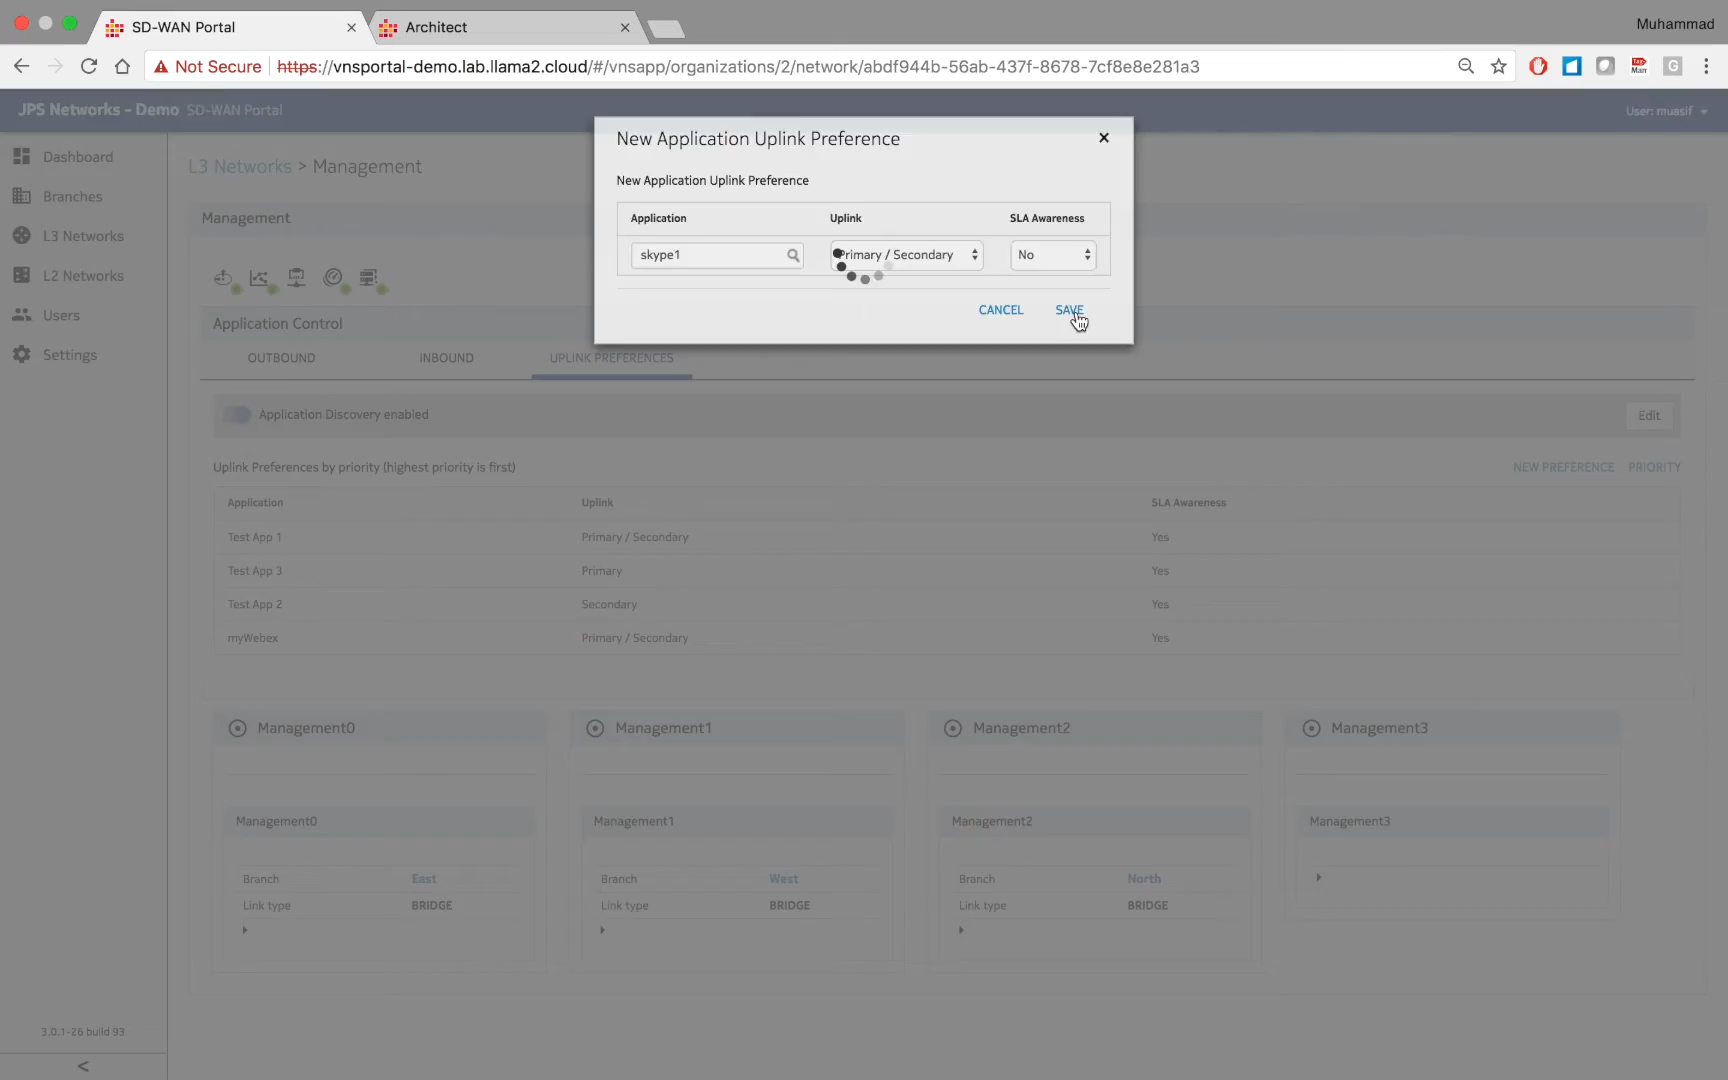 SD-WAN Portal
Architect
Muhammad
Not Secure https://vnsportal-demo.lab.llama2.cloud/#/vnsapp/organizations/2/network/abdf944b-56ab-437f-8678-7cf8e8e281a3
JPS Networks - Demo SD-WAN Portal
User: muasif
Dashboard
Branches
L3 Networks
L2 Networks
Users
Settings
3.0.1-26 build 93
<
L3 Networks > Management
Management
New Application Uplink Preference
New Application Uplink Preference
Application Uplink SLA Awareness
skype1 Primary / Secondary No
CANCEL SAVE
Application Control
OUTBOUND INBOUND UPLINK PREFERENCES
Application Discovery enabled Edit
Uplink Preferences by priority (highest priority is first) NEW PREFERENCE PRIORITY
Application Uplink SLA Awareness
Test App 1 Primary / Secondary Yes
Test App 3 Primary Yes
Test App 2 Secondary Yes
myWebex Primary / Secondary Yes
Management0 Management1 Management2 Management3
Management0 Management1 Management2 Management3
Branch East Branch West Branch North
Link type BRIDGE Link type BRIDGE Link type BRIDGE